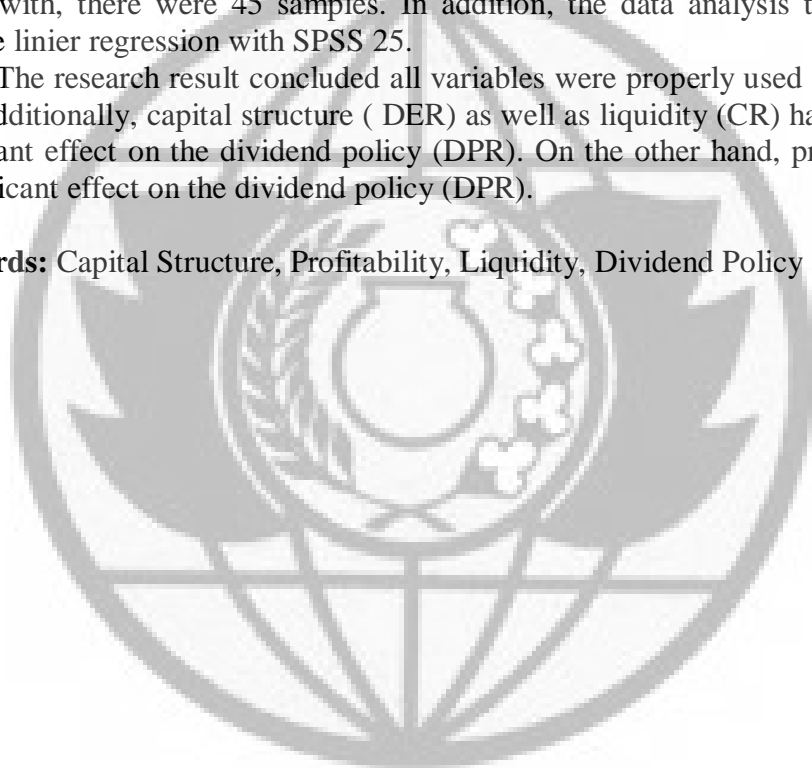 with, there were 45 samples. In addition, the data analysis t
e linier regression with SPSS 25.
The research result concluded all variables were properly used
dditionally, capital structure ( DER) as well as liquidity (CR) ha
ant effect on the dividend policy (DPR). On the other hand, pr
icant effect on the dividend policy (DPR).
rds: Capital Structure, Profitability, Liquidity, Dividend Policy